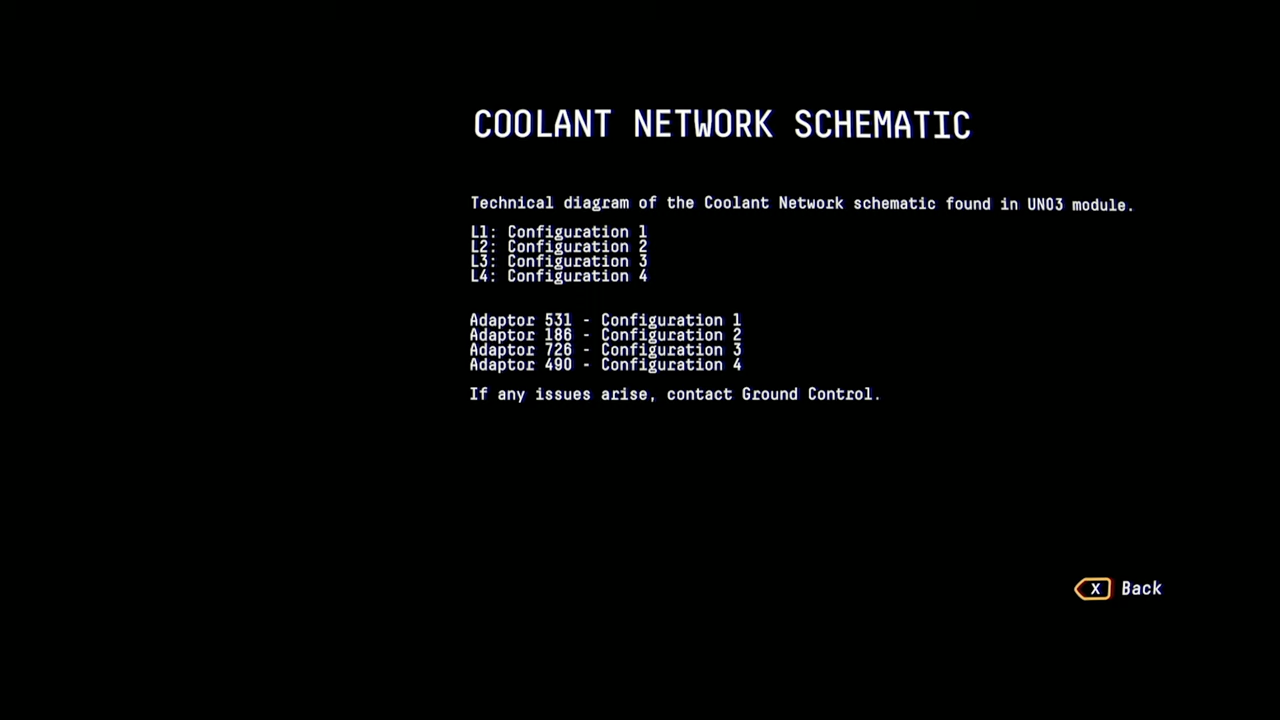 COOLANT NETWORK SCHEMATIC
Technical diagram of the Coolant Network schematic found in UNO3 module.
L1: Configuration 1
L2: Configuration 2
L3: Configuration 3
L4: Configuration 4
Adaptor 531 - Configuration 1
Adaptor 186 - Configuration 2
Adaptor 726 - Configuration 3
Adaptor 490 - Configuration 4
If any issues arise, contact Ground Control.
X Back